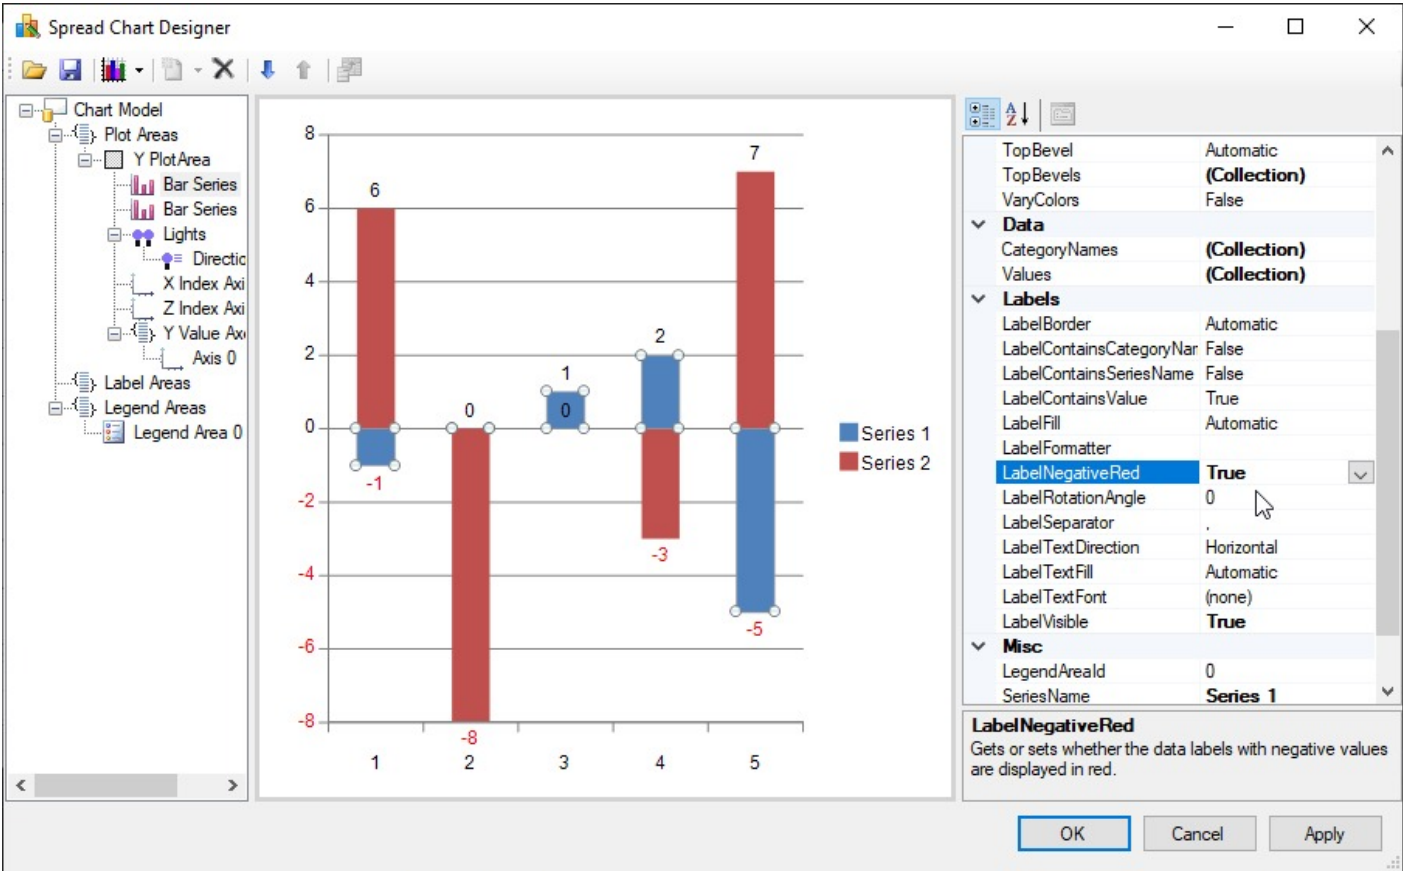 Spread Chart Designer
Chart Model
Plot Areas
Y PlotArea
Bar Series
Bar Series
Lights
Directic
X Index Axi
Z Index Axi
Y Value Ax
Axis 0
Label Areas
Legend Areas
Legend Area 0
8
6
4
2
0
-2
-4
-6
-8
6
-1
0
-8
1
0
2
-3
7
-5
1 2 3 4 5
Series 1
Series 2
TopBevel Automatic
TopBevels (Collection)
VaryColors False
Data
CategoryNames (Collection)
Values (Collection)
Labels
LabelBorder Automatic
LabelContainsCategoryNar False
LabelContainsSeriesName False
LabelContainsValue True
LabelFill Automatic
LabelFormatter
LabelNegativeRed True
LabelRotationAngle 0
LabelSeparator ,
LabelTextDirection Horizontal
LabelTextFill Automatic
LabelTextFont (none)
LabelVisible True
Misc
LegendAreaId 0
SeriesName Series 1
LabelNegativeRed
Gets or sets whether the data labels with negative values
are displayed in red.
OK Cancel Apply